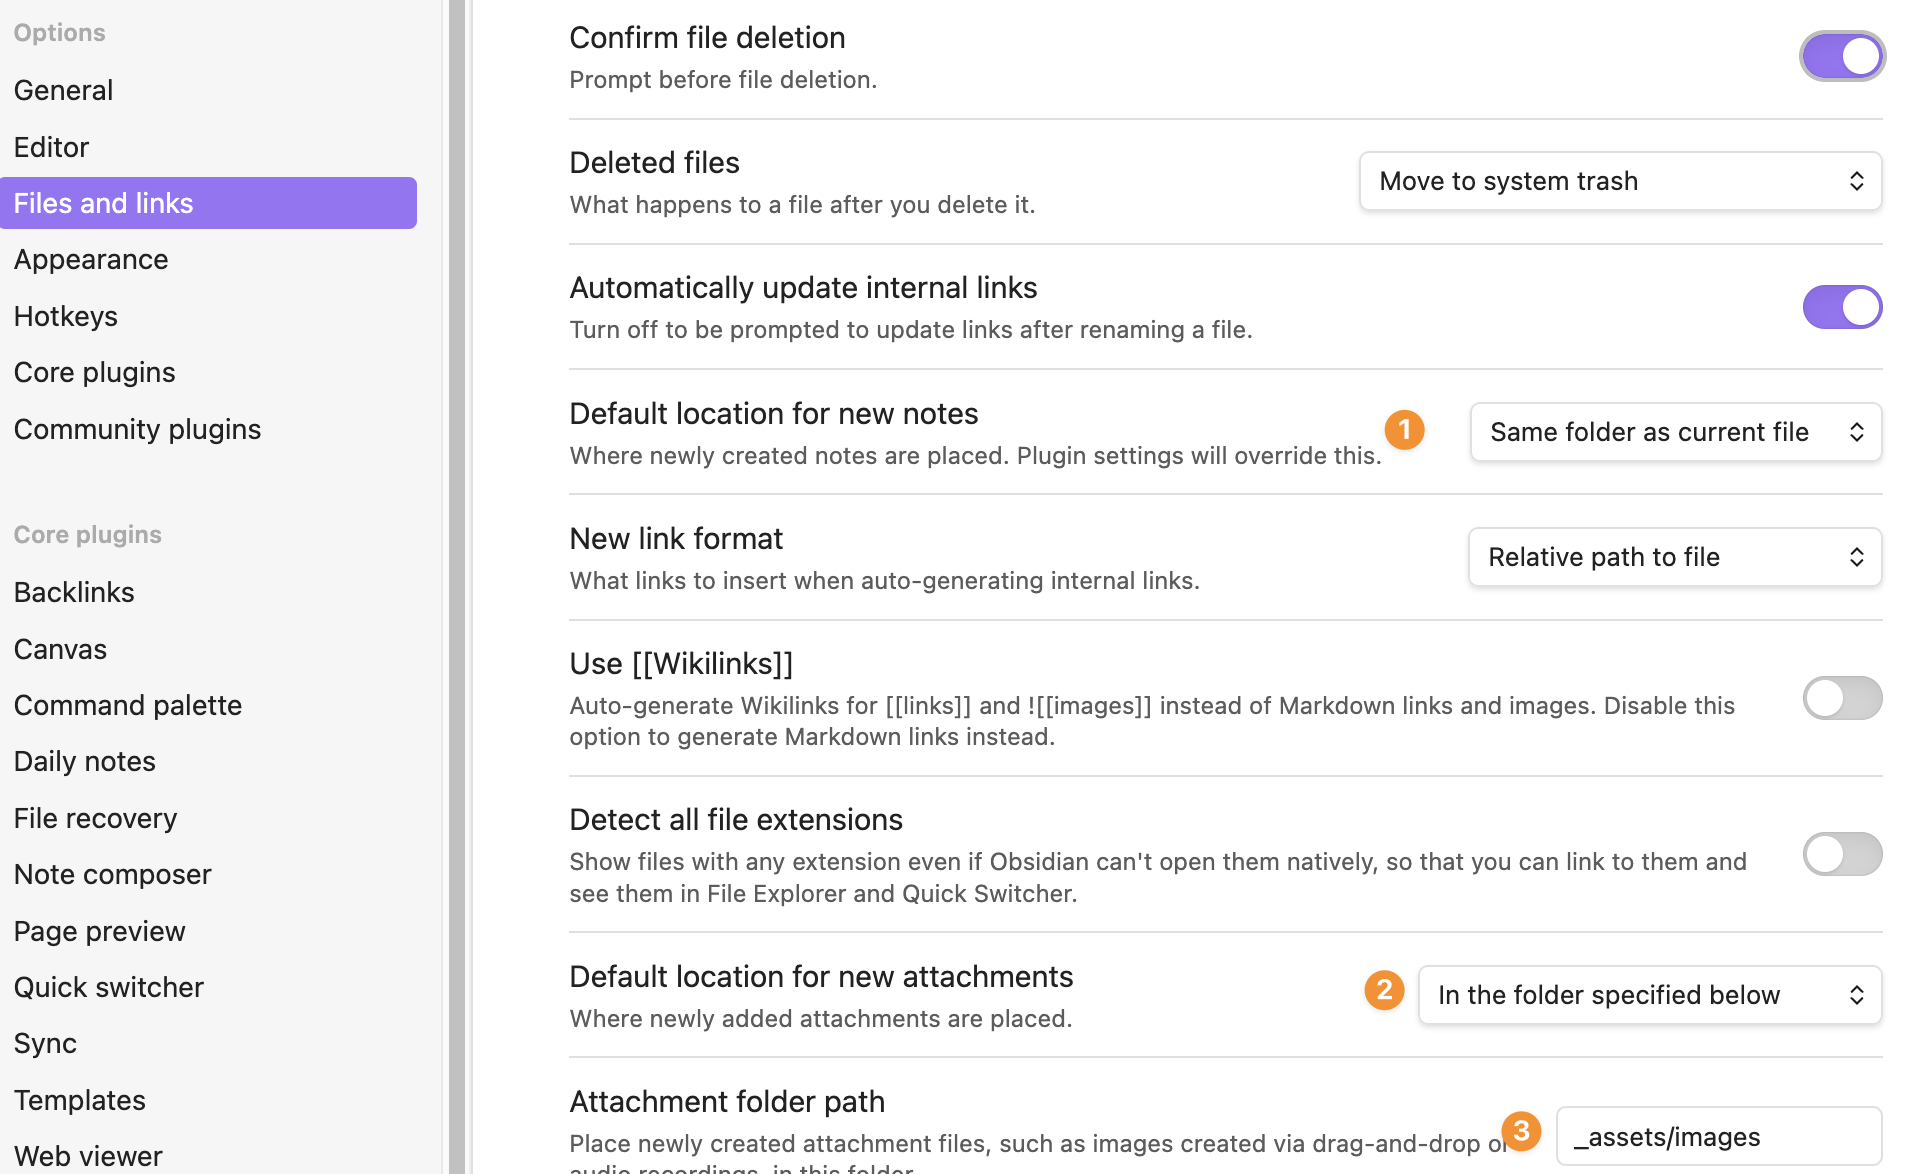 Options
General
Editor
Files and links
Appearance
Hotkeys
Core plugins
Community plugins
Core plugins
Backlinks
Canvas
Command palette
Daily notes
File recovery
Note composer
Page preview
Quick switcher
Sync
Templates
Web viewer
Confirm file deletion
Prompt before file deletion.
Deleted files
What happens to a file after you delete it.
Move to system trash
Automatically update internal links
Turn off to be prompted to update links after renaming a file.
Default location for new notes
Where newly created notes are placed. Plugin settings will override this.
1
Same folder as current file
New link format
What links to insert when auto-generating internal links.
Relative path to file
Use [[Wikilinks]]
Auto-generate Wikilinks for [[links]] and ![[images]] instead of Markdown links and images. Disable this
option to generate Markdown links instead.
Detect all file extensions
Show files with any extension even if Obsidian can't open them natively, so that you can link to them and
see them in File Explorer and Quick Switcher.
Default location for new attachments
Where newly added attachments are placed.
2
In the folder specified below
Attachment folder path
Place newly created attachment files, such as images created via drag-and-drop or
audio recordings, in this folder.
3
_assets/images